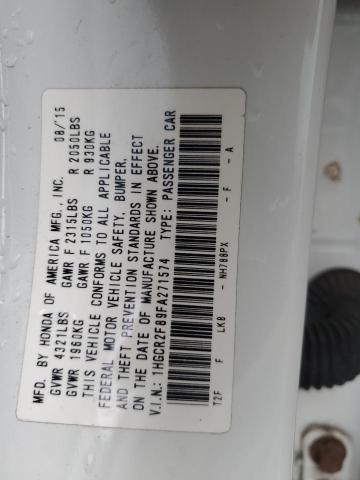 MFD. BY HONDA OF AMERICA MFG., INC. 08/15
GVWR 4321LBS GAWR F 2315LBS R 2050LBS
GVWR 1960KG GAWR F 1050KG R 930KG
THIS VEHICLE CONFORMS TO ALL APPLICABLE
FEDERAL MOTOR VEHICLE SAFETY, BUMPER,
AND THEFT PREVENTION STANDARDS IN EFFECT
ON THE DATE OF MANUFACTURE SHOWN ABOVE.
V.I.N.: 1HGCR2F89FA271574 TYPE: PASSENGER CAR
T2F F LKB - NH788PX - F - A